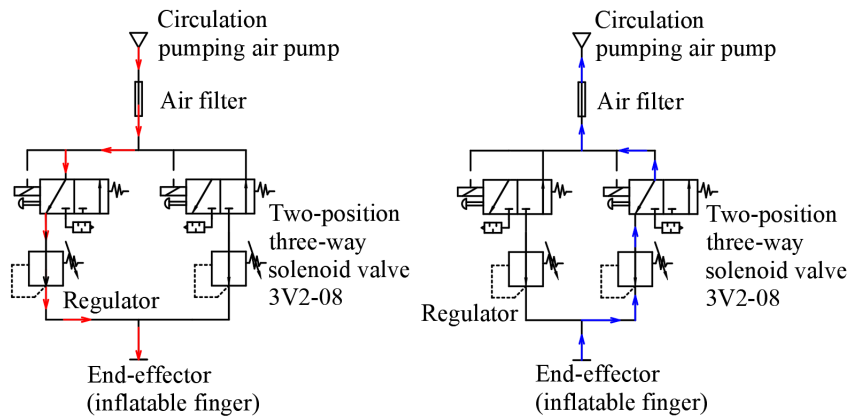 Circulation
pumping air pump
Air filter
Two-position
three-way
solenoid valve
3V2-08
Regulator
End-effector
(inflatable finger)
Circulation
pumping air pump
Air filter
Two-position
three-way
solenoid valve
3V2-08
Regulator
End-effector
(inflatable finger)